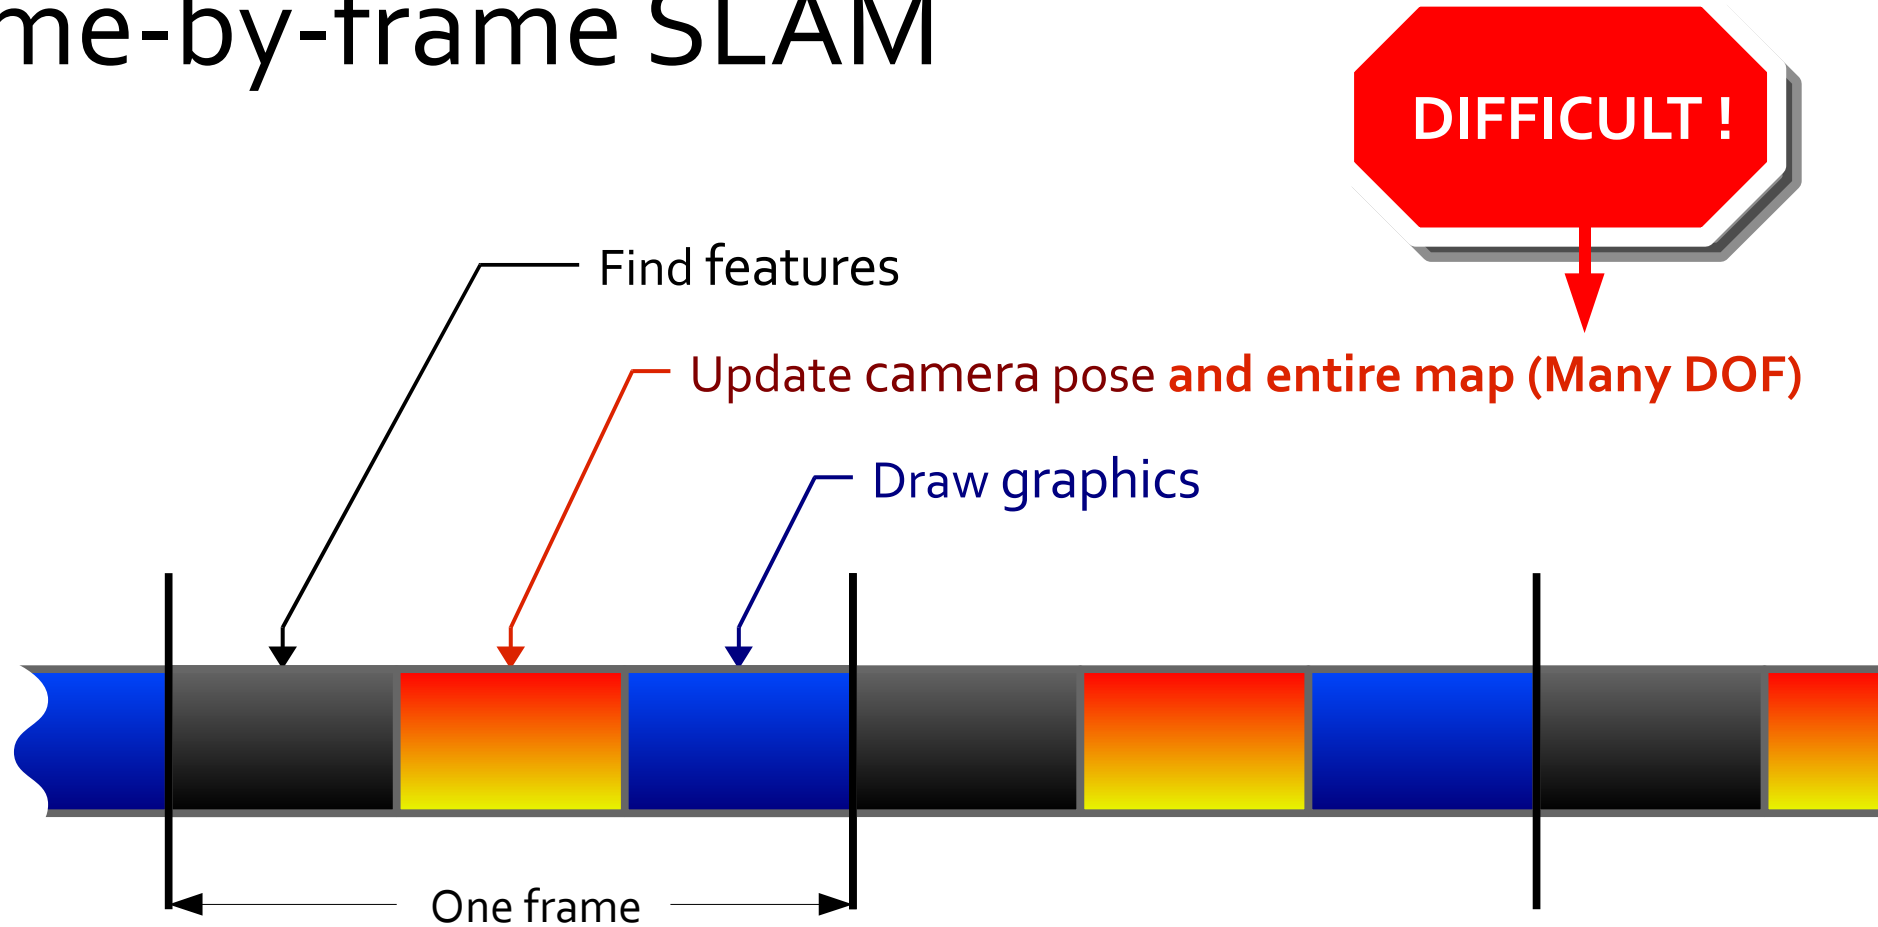 me-by-frame SLAM
DIFFICULT !
Find features
Update camera pose and entire map (Many DOF)
Draw graphics
One frame